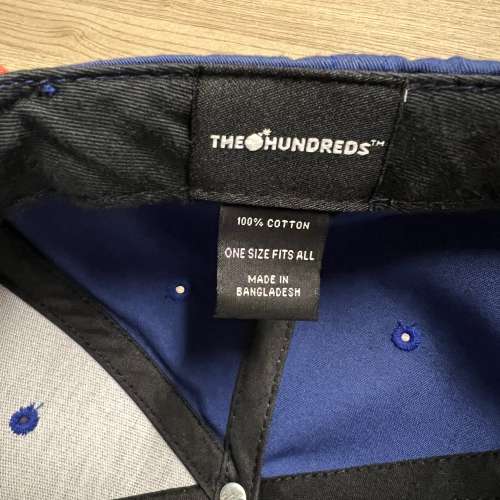 THE HUNDREDS™
100% COTTON
ONE SIZE FITS ALL
MADE IN
BANGLADESH